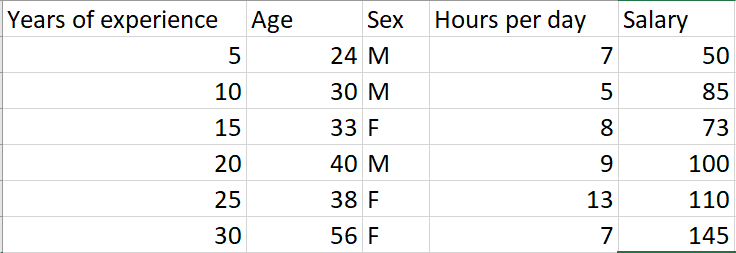 Years of experience Age Sex Hours per day Salary
5 24 M 7 50
10 30 M 5 85
15 33 F 8 73
20 40 M 9 100
25 38 F 13 110
30 56 F 7 145